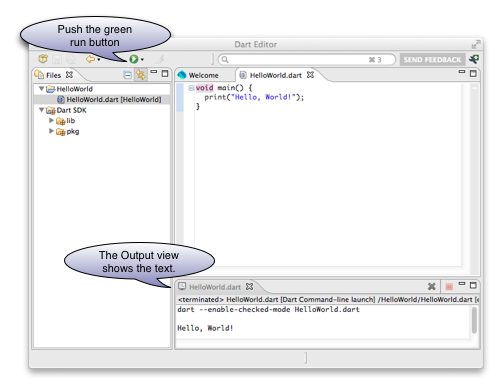 Push the green
run button
Dart Editor
⌘ 3
SEND FEEDBACK
Files
Welcome
HelloWorld.dart
HelloWorld
HelloWorld.dart [HelloWorld]
Dart SDK
lib
pkg
void main() {
print("Hello, World!");
}
The Output view
shows the text.
HelloWorld.dart
<terminated> HelloWorld.dart [Dart Command-line launch] /HelloWorld/HelloWorld.dart [
dart --enable-checked-mode HelloWorld.dart
Hello, World!